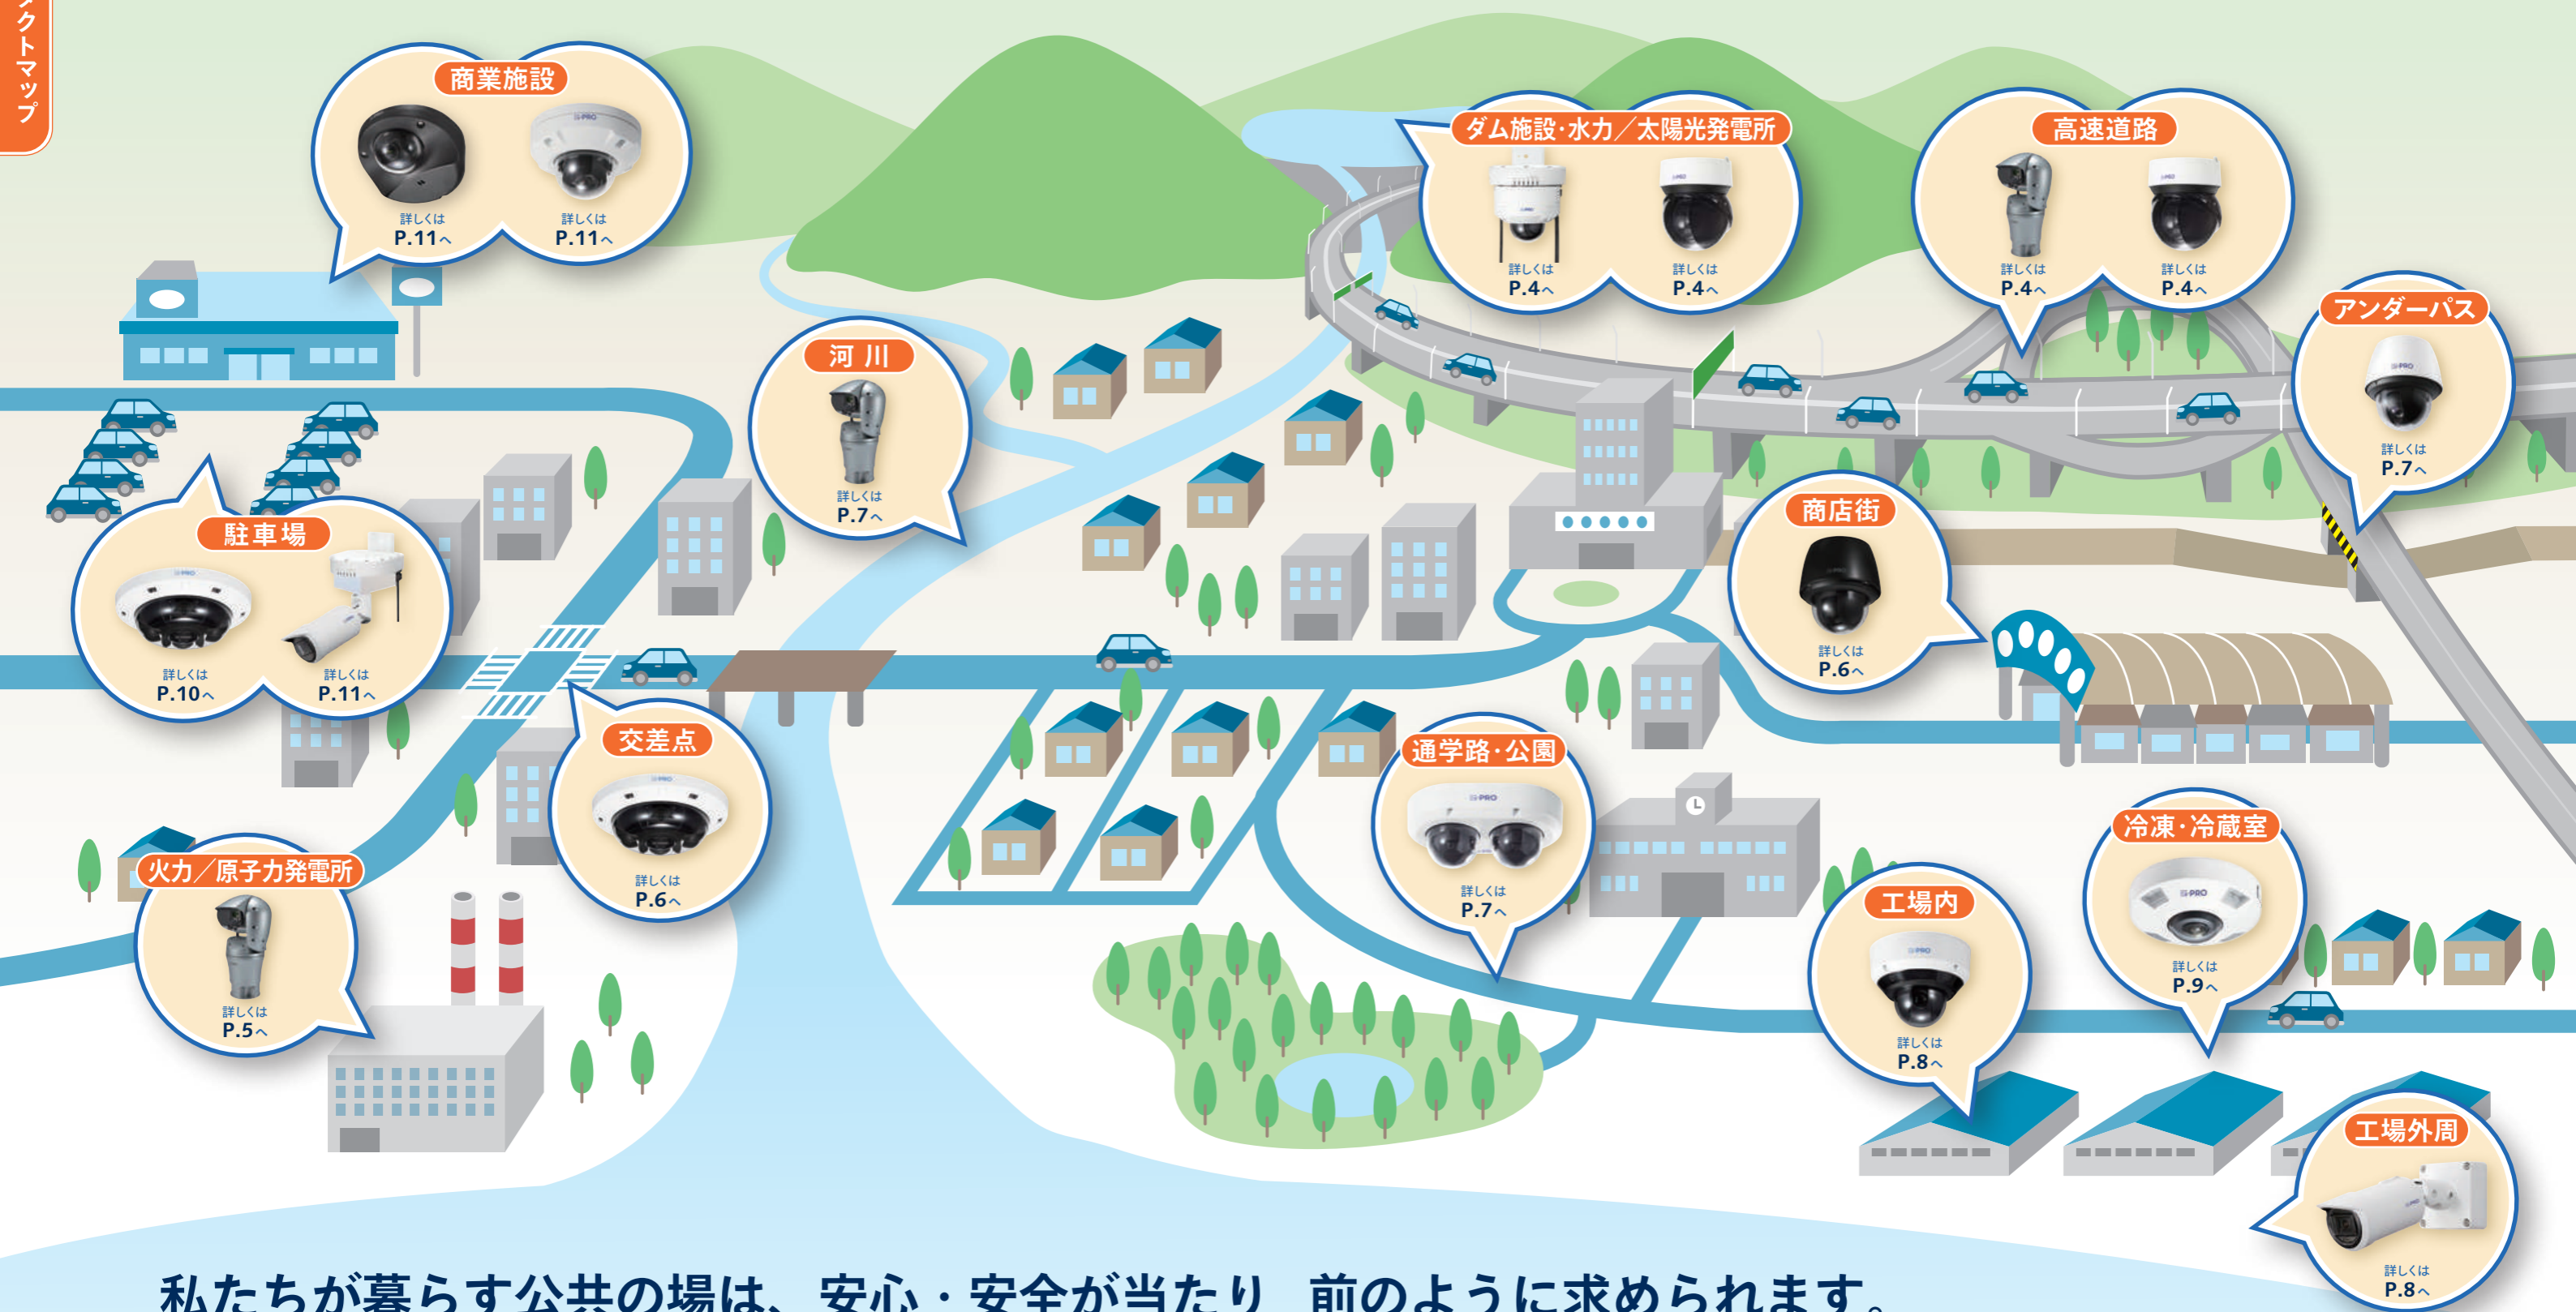 クトマップ
商業施設
詳しくは
P.11へ
詳しくは
P.11へ
ダム施設・水力／太陽光発電所
詳しくは
P.4へ
詳しくは
P.4へ
高速道路
詳しくは
P.4へ
詳しくは
P.4へ
アンダーパス
詳しくは
P.7へ
河川
詳しくは
P.7へ
駐車場
詳しくは
P.10へ
詳しくは
P.11へ
商店街
詳しくは
P.6へ
交差点
詳しくは
P.6へ
通学路・公園
i-PRO
詳しくは
P.7へ
火力／原子力発電所
詳しくは
P.5へ
工場内
i-PRO
詳しくは
P.8へ
冷凍・冷蔵室
i-PRO
詳しくは
P.9へ
工場外周
詳しくは
P.8へ
私たちが暮らす公共の場は、安心・安全が当たり 前のように求められます。